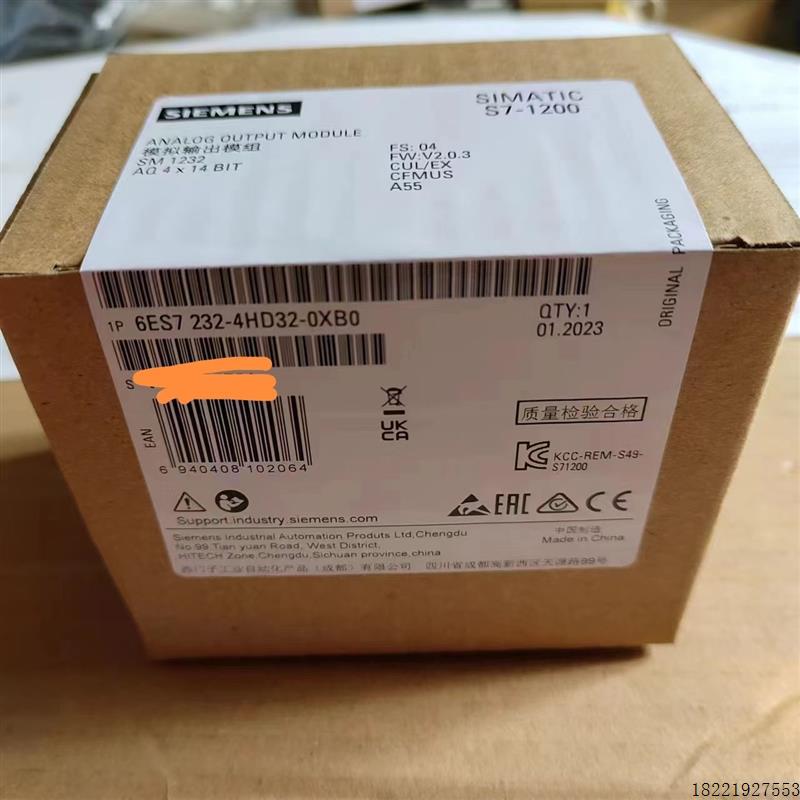 SIEMENS
SIMATIC
S7-1200
ANALOG OUTPUT MODULE
模拟输出模组
SM 1232
AQ 4 x 14 BIT
FS: 04
FW:V2.0.3
CUL/EX
CFMUS
A55
ORIGINAL PACKAGING
1P 6ES7 232-4HD32-0XB0
QTY:1
01.2023
S
EAN
6 940408 102064
UK
CA
质量检验合格
KCC-REM-S49-
S71200
EAC
CE
Support.industry.siemens.com
Siemens Industrial Automation Produts Ltd,Chengdu
No.99,Tian yuan Road, West District,
HITECH Zone,Chengdu,Sichuan province,china
西门子工业自动化产品（成都）有限公司 四川省成都高新西区天源路99号
中国制造
Made in China
18221927553